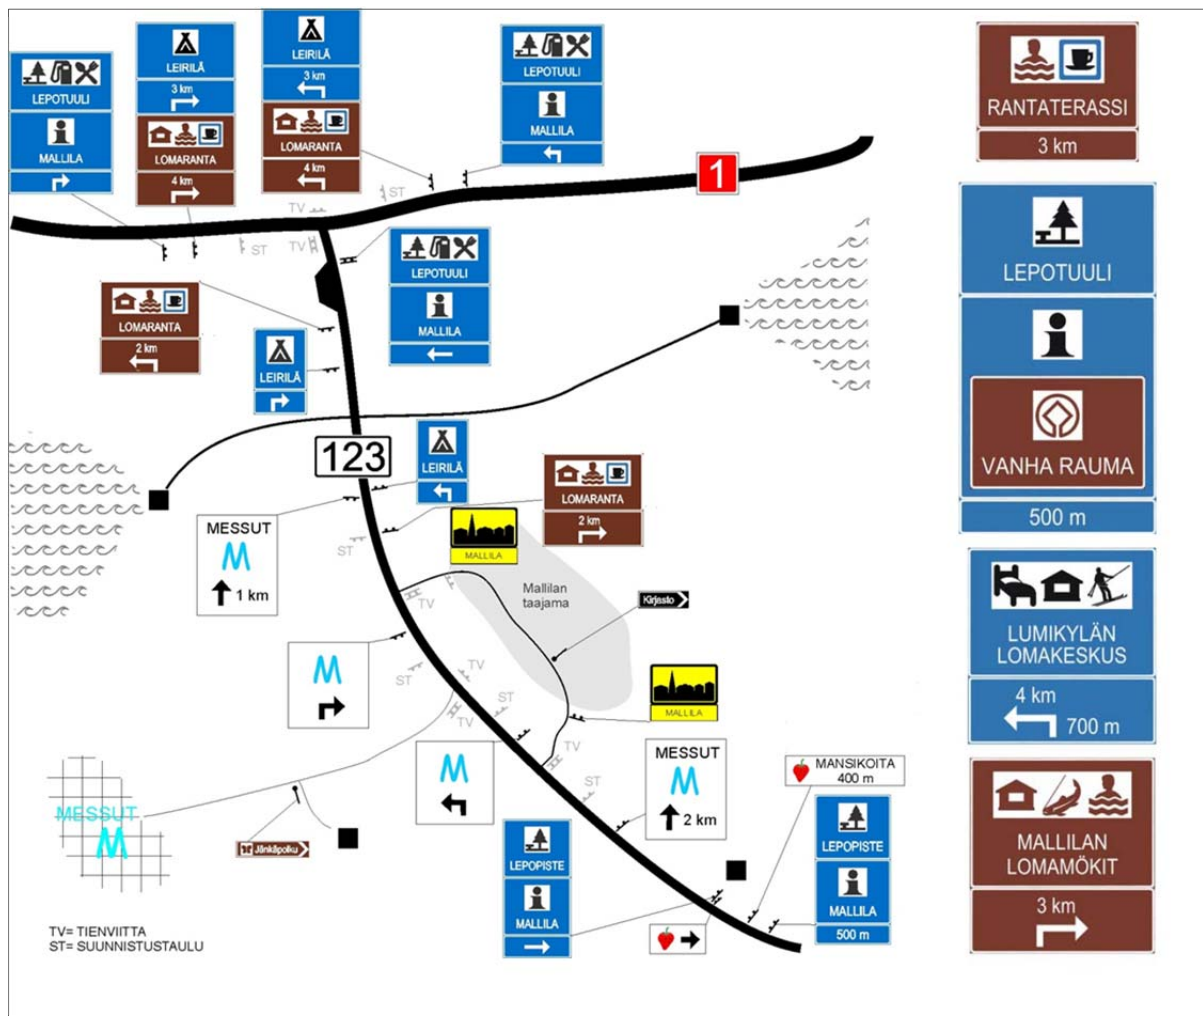 LEPOTUULI
MALLILA
LEIRILÄ
3 km
LOMARANTA
4 km
LEIRILÄ
3 km
LOMARANTA
4 km
LEPOTUULI
MALLILA
1
ST
TV
ST
TV
LEPOTUULI
MALLILA
LOMARANTA
2 km
LEIRILÄ
123
LEIRILÄ
LOMARANTA
2 km
MESSUT
M
1 km
ST
MALLILA
Mallilan
taajama
Kirjasto
TV
M
ST
TV
ST
TV
MALLILA
TV
M
ST
MESSUT
M
2 km
MANSIKOITA
400 m
MESSUT
M
Jänkäpolku
LEPOPISTE
MALLILA
LEPOPISTE
MALLILA
500 m
TV= TIENVIITTA
ST= SUUNNISTUSTAULU
RANTATERASSI
3 km
LEPOTUULI
VANHA RAUMA
500 m
LUMIKYLÄN
LOMAKESKUS
4 km
700 m
MALLILAN
LOMAMÖKIT
3 km